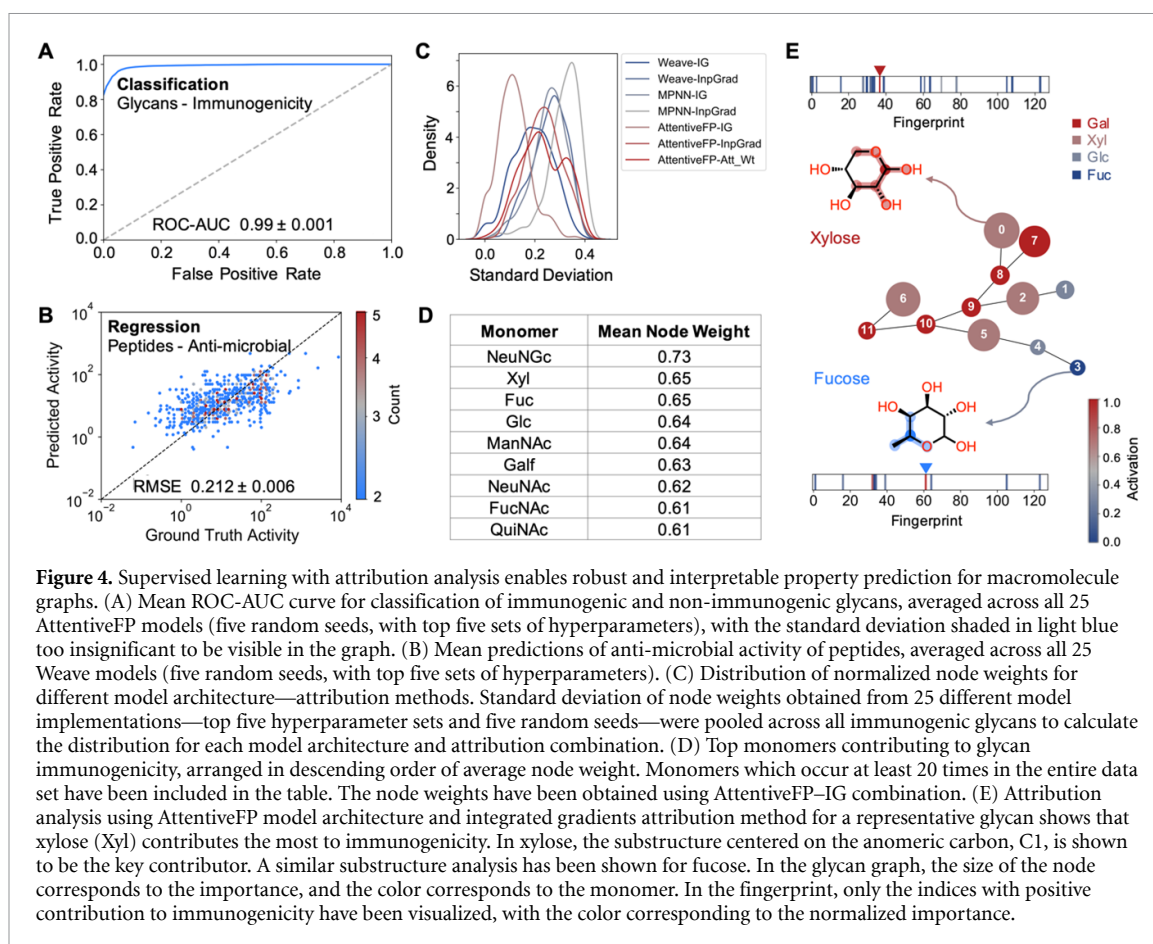 A
1.0
0.8
0.6
0.4
0.2
0.0
True Positive Rate
Classification
Glycans - Immunogenicity
ROC-AUC 0.99 ± 0.001
0.0 0.2 0.4 0.6 0.8 1.0
False Positive Rate
B
10⁴
10²
10⁰
10⁻²
Predicted Activity
Regression
Peptides - Anti-microbial
RMSE 0.212 ± 0.006
10⁻² 10⁰ 10² 10⁴
Ground Truth Activity
5
4
3
2
Count
C
6
4
2
0
Density
0.0 0.2 0.4
Standard Deviation
Weave-IG
Weave-InpGrad
MPNN-IG
MPNN-InpGrad
AttentiveFP-IG
AttentiveFP-InpGrad
AttentiveFP-Att_Wt
D
Monomer Mean Node Weight
NeuNGc 0.73
Xyl 0.65
Fuc 0.65
Glc 0.64
ManNAc 0.64
Galf 0.63
NeuNAc 0.62
FucNAc 0.61
QuiNAc 0.61
E
0 20 40 60 80 100 120
Fingerprint
Gal
Xyl
Glc
Fuc
O
HO OH
HO OH
Xylose
0
7
8
1
2
9
6
10
11
5
4
3
Fucose
OH
HO OH
O OH
0 20 40 60 80 100 120
Fingerprint
1.0
0.8
0.6
0.4
0.2
0.0
Activation
Figure 4. Supervised learning with attribution analysis enables robust and interpretable property prediction for macromolecule
graphs. (A) Mean ROC-AUC curve for classification of immunogenic and non-immunogenic glycans, averaged across all 25
AttentiveFP models (five random seeds, with top five sets of hyperparameters), with the standard deviation shaded in light blue
too insignificant to be visible in the graph. (B) Mean predictions of anti-microbial activity of peptides, averaged across all 25
Weave models (five random seeds, with top five sets of hyperparameters). (C) Distribution of normalized node weights for
different model architecture—attribution methods. Standard deviation of node weights obtained from 25 different model
implementations—top five hyperparameter sets and five random seeds—were pooled across all immunogenic glycans to calculate
the distribution for each model architecture and attribution combination. (D) Top monomers contributing to glycan
immunogenicity, arranged in descending order of average node weight. Monomers which occur at least 20 times in the entire data
set have been included in the table. The node weights have been obtained using AttentiveFP–IG combination. (E) Attribution
analysis using AttentiveFP model architecture and integrated gradients attribution method for a representative glycan shows that
xylose (Xyl) contributes the most to immunogenicity. In xylose, the substructure centered on the anomeric carbon, C1, is shown
to be the key contributor. A similar substructure analysis has been shown for fucose. In the glycan graph, the size of the node
corresponds to the importance, and the color corresponds to the monomer. In the fingerprint, only the indices with positive
contribution to immunogenicity have been visualized, with the color corresponding to the normalized importance.